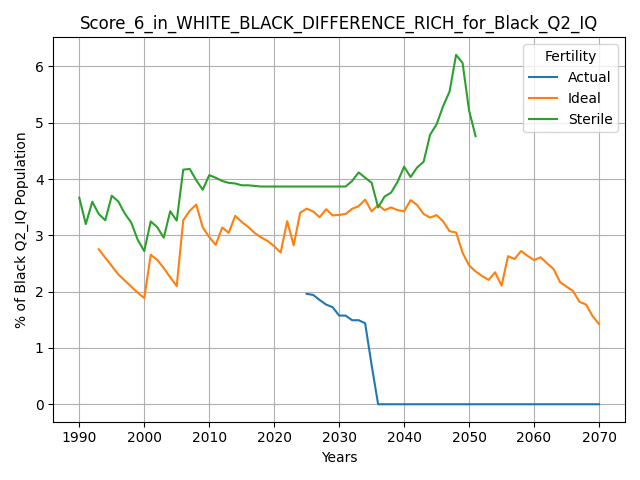 Score_6_in_WHITE_BLACK_DIFFERENCE_RICH_for_Black_Q2_IQ
Fertility
Actual
Ideal
Sterile
% of Black Q2_IQ Population
6
5
4
3
2
1
0
1990 2000 2010 2020 2030 2040 2050 2060 2070
Years